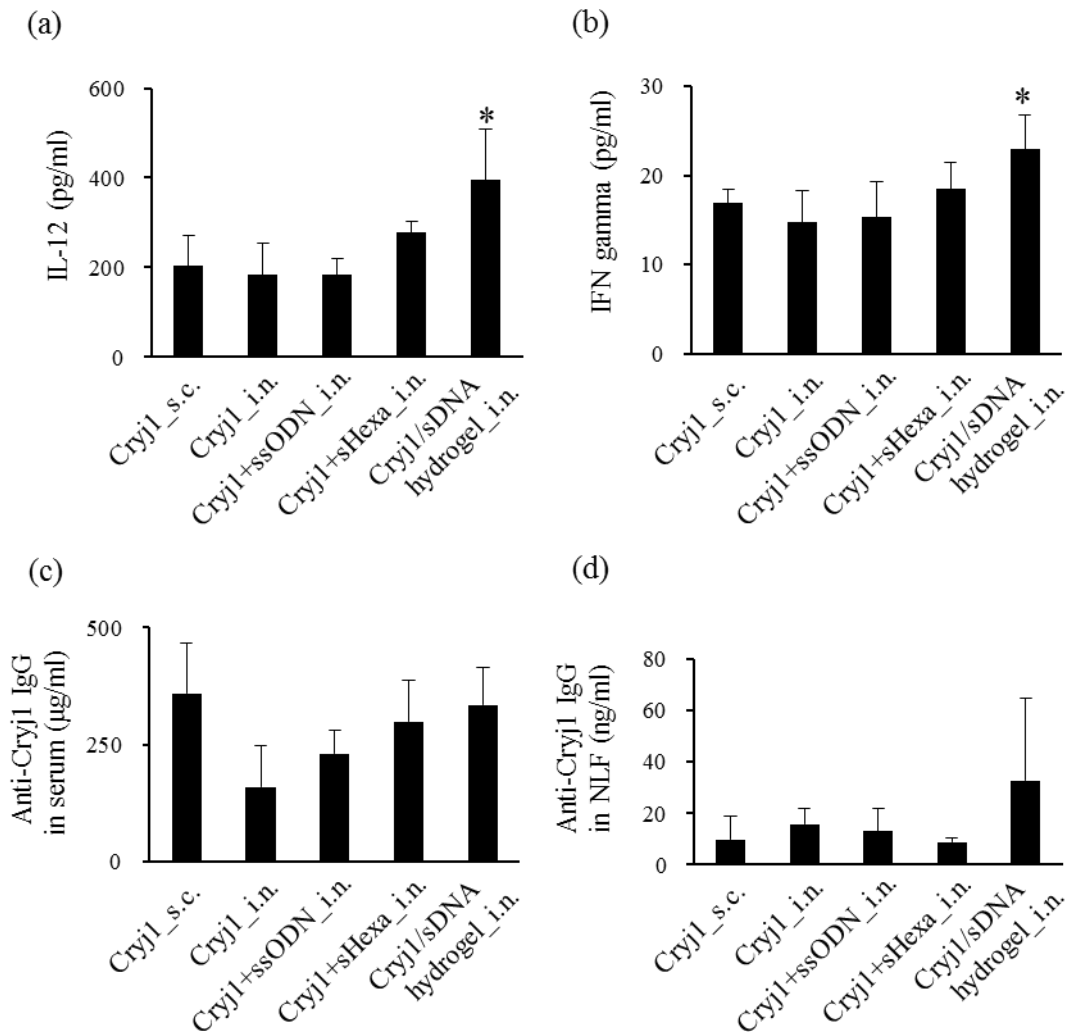 (a)
IL-12 (pg/ml)
600
400
200
0
*
Cryj1_s.c.
Cryj1_i.n.
Cryj1+ssODN_i.n.
Cryj1+sHexa_i.n.
Cryj1/sDNA
hydrogel_i.n.
(b)
IFN gamma (pg/ml)
30
20
10
0
*
Cryj1_s.c.
Cryj1_i.n.
Cryj1+ssODN_i.n.
Cryj1+sHexa_i.n.
Cryj1/sDNA
hydrogel_i.n.
(c)
Anti-Cryj1 IgG
in serum (μg/ml)
500
250
0
Cryj1_s.c.
Cryj1_i.n.
Cryj1+ssODN_i.n.
Cryj1+sHexa_i.n.
Cryj1/sDNA
hydrogel_i.n.
(d)
Anti-Cryj1 IgG
in NLF (ng/ml)
80
60
40
20
0
Cryj1_s.c.
Cryj1_i.n.
Cryj1+ssODN_i.n.
Cryj1+sHexa_i.n.
Cryj1/sDNA
hydrogel_i.n.